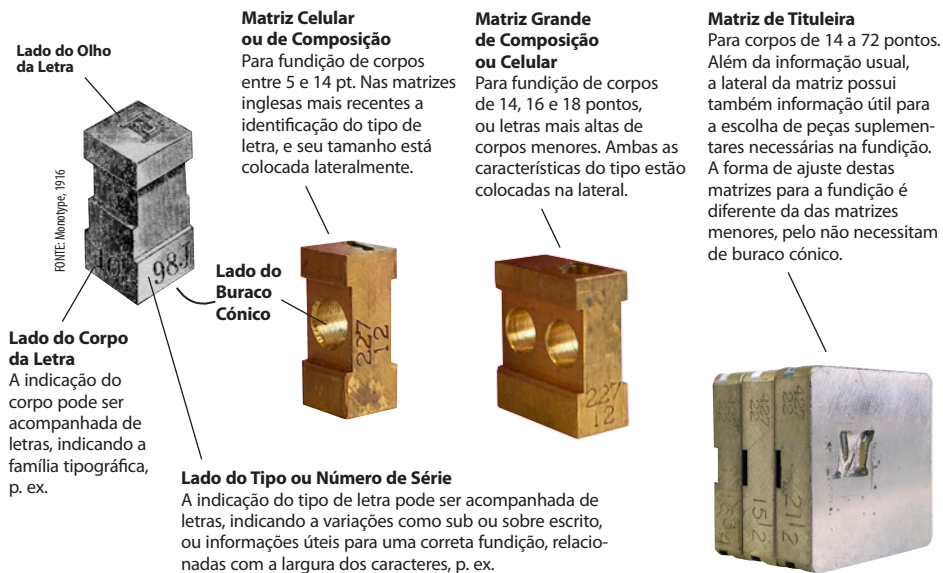 Lado do Olho
da Letra
FONTE: Monotype, 1916
98J
Lado do Corpo
da Letra
A indicação do
corpo pode ser
acompanhada de
letras, indicando a
família tipográfica,
p. ex.
Matriz Celular
ou de Composição
Para fundição de corpos
entre 5 e 14 pt. Nas matrizes
inglesas mais recentes a
identificação do tipo de
letra, e seu tamanho está
colocada lateralmente.
Lado do
Buraco
Cónico
227
12
Lado do Tipo ou Número de Série
A indicação do tipo de letra pode ser acompanhada de
letras, indicando a variações como sub ou sobre escrito,
ou informações úteis para uma correta fundição, relacio-
nadas com a largura dos caracteres, p. ex.
Matriz Grande
de Composição
ou Celular
Para fundição de corpos
de 14, 16 e 18 pontos,
ou letras mais altas de
corpos menores. Ambas as
características do tipo estão
colocadas na lateral.
227
12
Matriz de Tituleira
Para corpos de 14 a 72 pontos.
Além da informação usual,
a lateral da matriz possui
também informação útil para
a escolha de peças suplemen-
tares necessárias na fundição.
A forma de ajuste destas
matrizes para a fundição é
diferente da das matrizes
menores, pelo não necessitam
de buraco cónico.